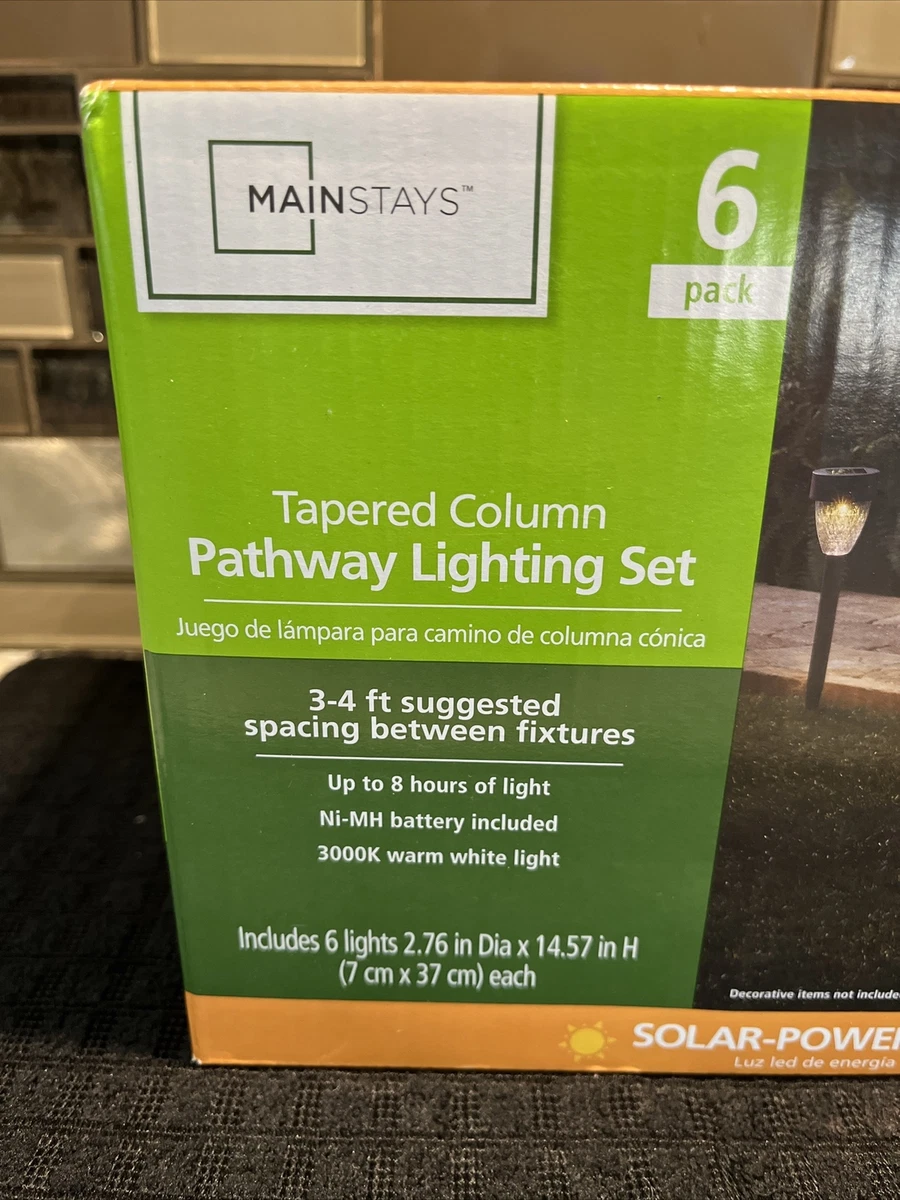 MAINSTAYS™
6
pack
Tapered Column
Pathway Lighting Set
Juego de lámpara para camino de columna cónica
3-4 ft suggested
spacing between fixtures
Up to 8 hours of light
Ni-MH battery included
3000K warm white light
Includes 6 lights 2.76 in Dia x 14.57 in H
(7 cm x 37 cm) each
Decorative items not include
SOLAR-POWE
Luz led de energía